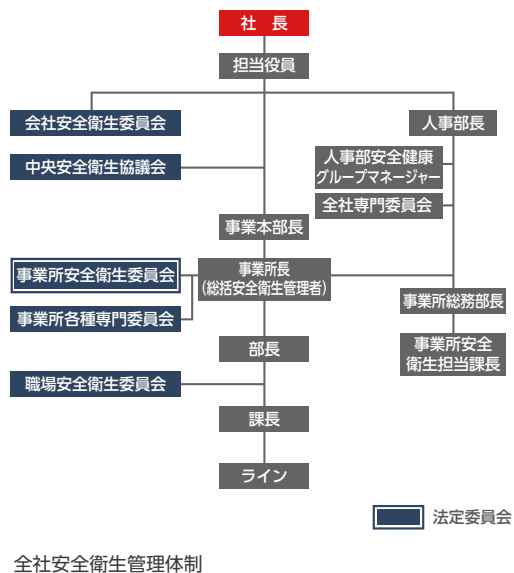 社　長
担当役員
会社安全衛生委員会
人事部長
中央安全衛生協議会
人事部安全健康
グループマネージャー
全社専門委員会
事業本部長
事業所安全衛生委員会
事業所長
(総括安全衛生管理者)
事業所各種専門委員会
事業所総務部長
部長
事業所安全
衛生担当課長
職場安全衛生委員会
課長
ライン
法定委員会
全社安全衛生管理体制